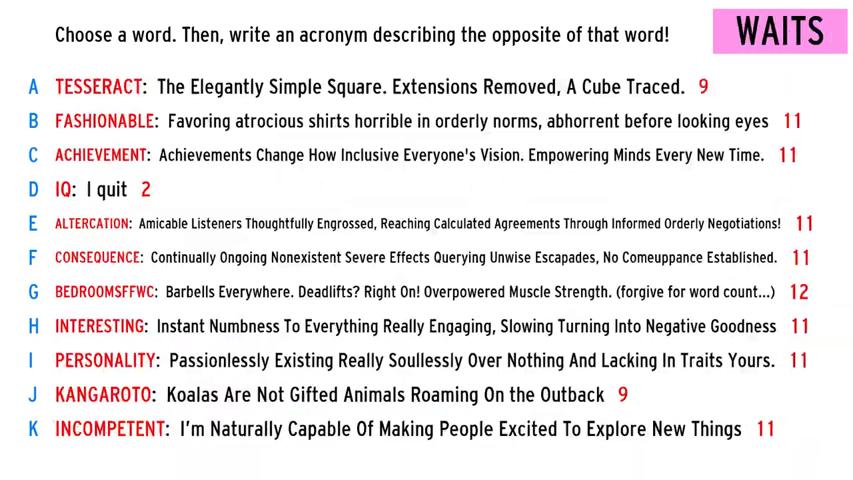 Choose a word. Then, write an acronym describing the opposite of that word!
WAITS
A TESSERACT: The Elegantly Simple Square. Extensions Removed, A Cube Traced. 9
B FASHIONABLE: Favoring atrocious shirts horrible in orderly norms, abhorrent before looking eyes 11
C ACHIEVEMENT: Achievements Change How Inclusive Everyone's Vision. Empowering Minds Every New Time. 11
D IQ: I quit 2
E ALTERCATION: Amicable Listeners Thoughtfully Engrossed, Reaching Calculated Agreements Through Informed Orderly Negotiations! 11
F CONSEQUENCE: Continually Ongoing Nonexistent Severe Effects Querying Unwise Escapades, No Comeuppance Established. 11
G BEDROOMSFFWC: Barbells Everywhere. Deadlifts? Right On! Overpowered Muscle Strength. (forgive for word count...) 12
H INTERESTING: Instant Numbness To Everything Really Engaging, Slowing Turning Into Negative Goodness 11
I PERSONALITY: Passionlessly Existing Really Soullessly Over Nothing And Lacking In Traits Yours. 11
J KANGAROTO: Koalas Are Not Gifted Animals Roaming On the Outback 9
K INCOMPETENT: I'm Naturally Capable Of Making People Excited To Explore New Things 11